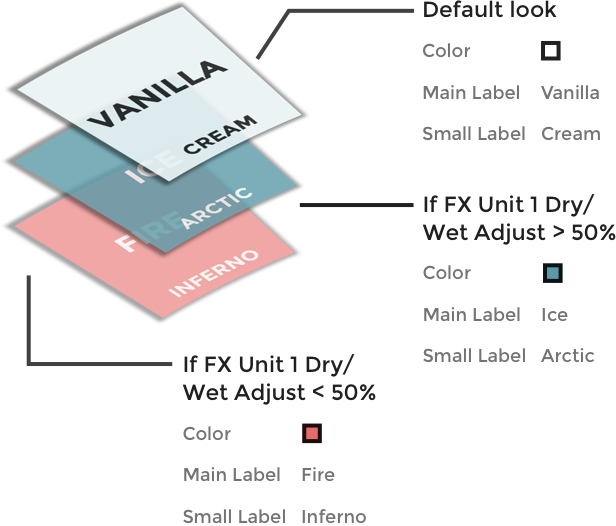 Default look
Color
Main Label Vanilla
Small Label Cream
VANILLA
CREAM
ICE
ARCTIC
FIRE
INFERNO
If FX Unit 1 Dry/
Wet Adjust > 50%
Color
Main Label Ice
Small Label Arctic
If FX Unit 1 Dry/
Wet Adjust < 50%
Color
Main Label Fire
Small Label Inferno